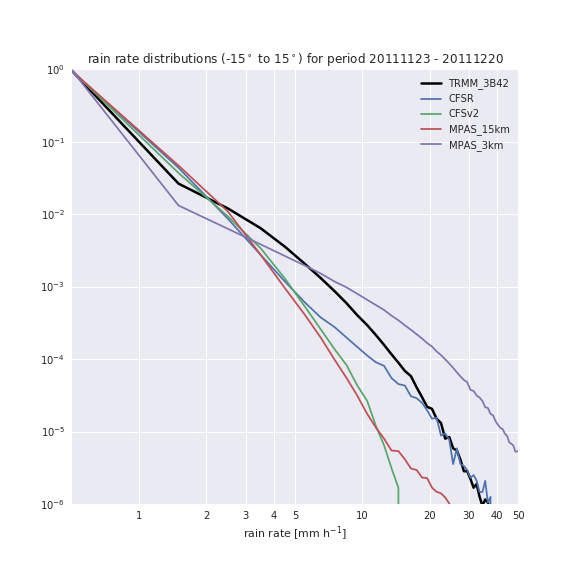 rain rate distributions (-15° to 15°) for period 20111123 - 20111220
10⁰
10⁻¹
10⁻²
10⁻³
10⁻⁴
10⁻⁵
10⁻⁶
TRMM_3B42
CFSR
CFSv2
MPAS_15km
MPAS_3km
1 2 3 4 5 10 20 30 40 50
rain rate [mm h⁻¹]